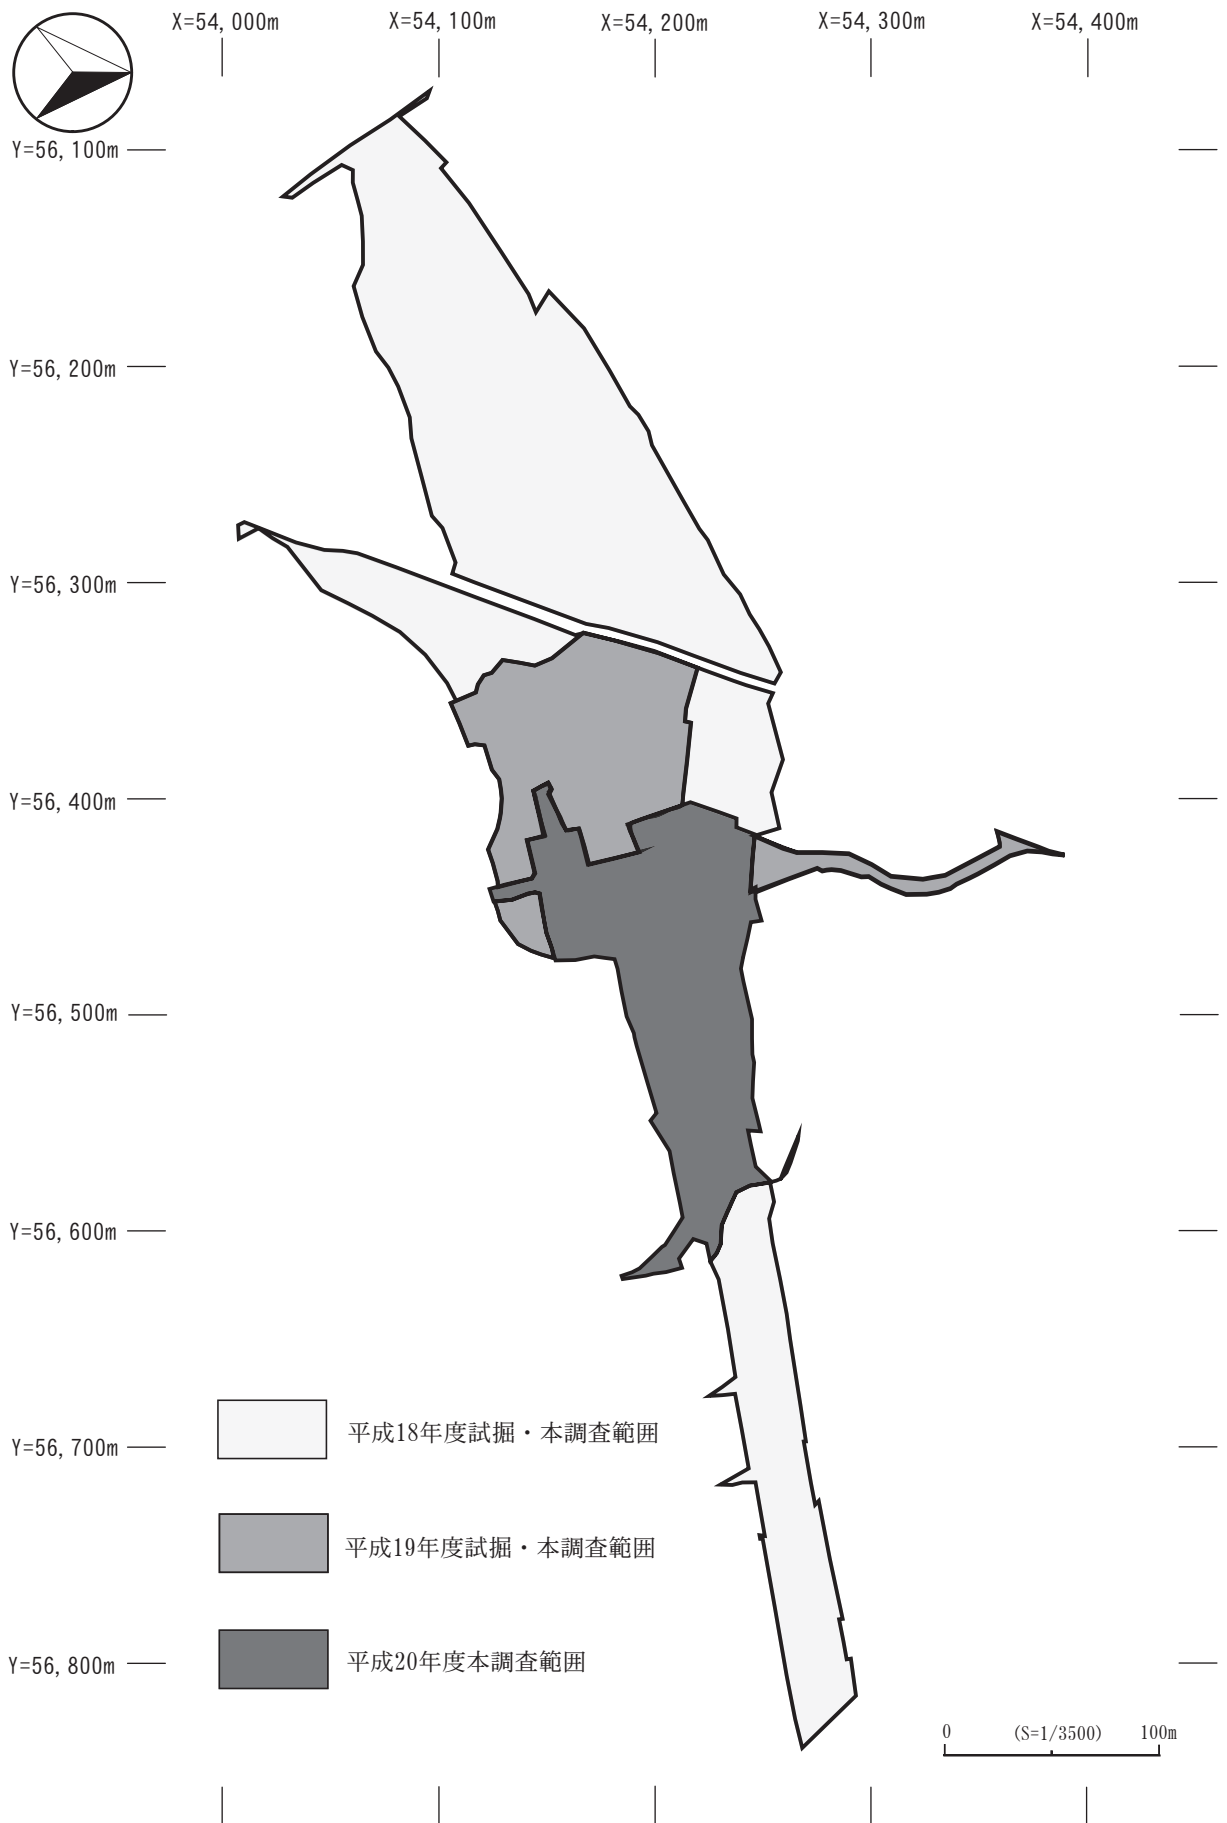 X=54,000m
X=54,100m
X=54,200m
X=54,300m
X=54,400m
Y=56,100m
Y=56,200m
Y=56,300m
Y=56,400m
Y=56,500m
Y=56,600m
Y=56,700m
Y=56,800m
平成18年度試掘・本調査範囲
平成19年度試掘・本調査範囲
平成20年度本調査範囲
0 (S=1/3500) 100m